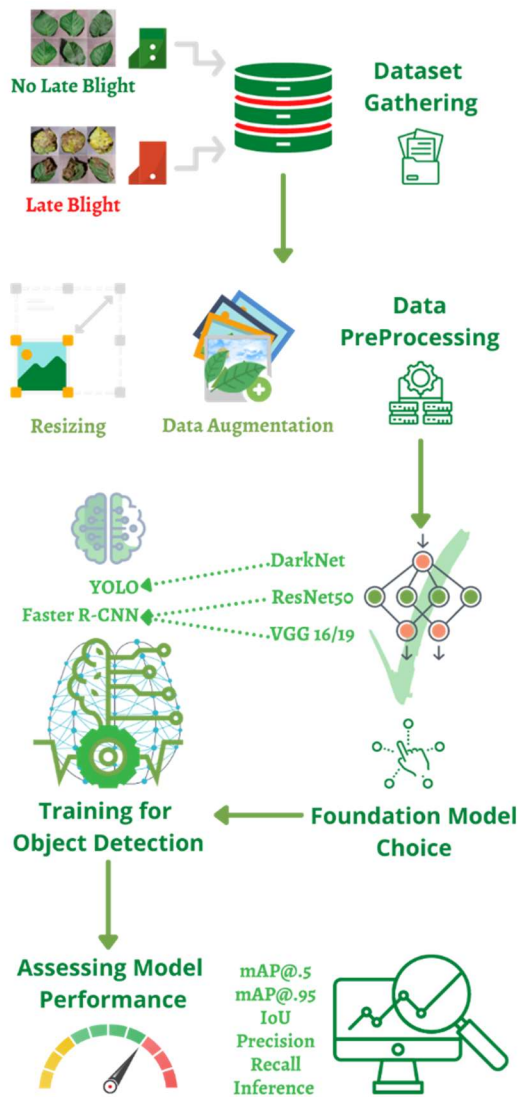 No Late Blight
Late Blight
Dataset
Gathering
Data
PreProcessing
Resizing
Data Augmentation
DarkNet
YOLO
ResNet50
Faster R-CNN
VGG 16/19
Training for
Object Detection
Foundation Model
Choice
Assessing Model
Performance
mAP@.5
mAP@.95
IoU
Precision
Recall
Inference